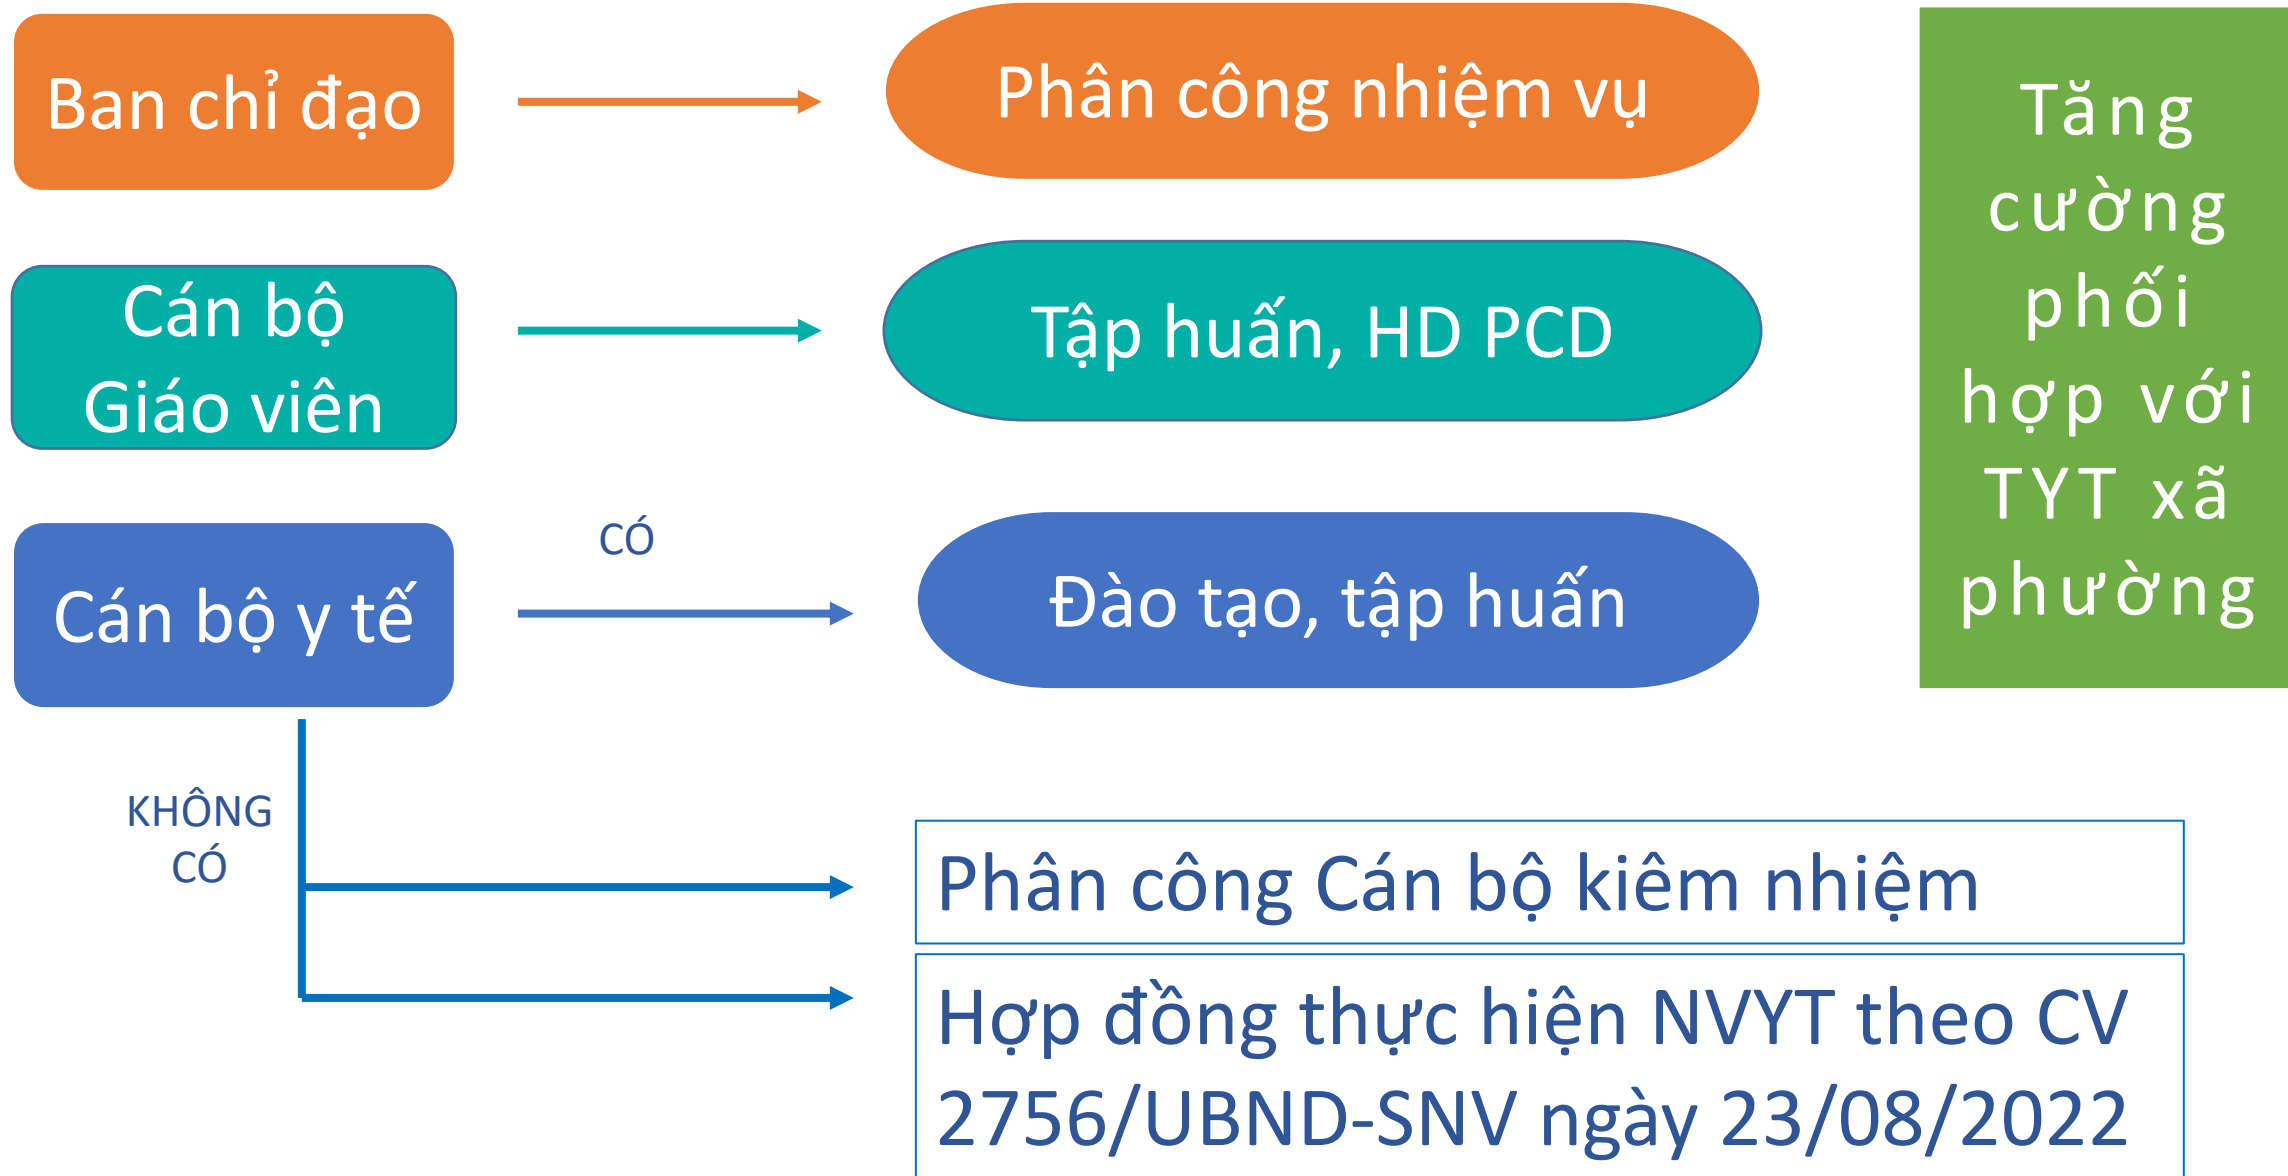 Ban chỉ đạo
Phân công nhiệm vụ
Cán bộ
Giáo viên
Tập huấn, HD PCD
Cán bộ y tế
CÓ
Đào tạo, tập huấn
KHÔNG
CÓ
Phân công Cán bộ kiêm nhiệm
Hợp đồng thực hiện NVYT theo CV
2756/UBND-SNV ngày 23/08/2022
Tăng
cường
phối
hợp với
TYT xã
phường